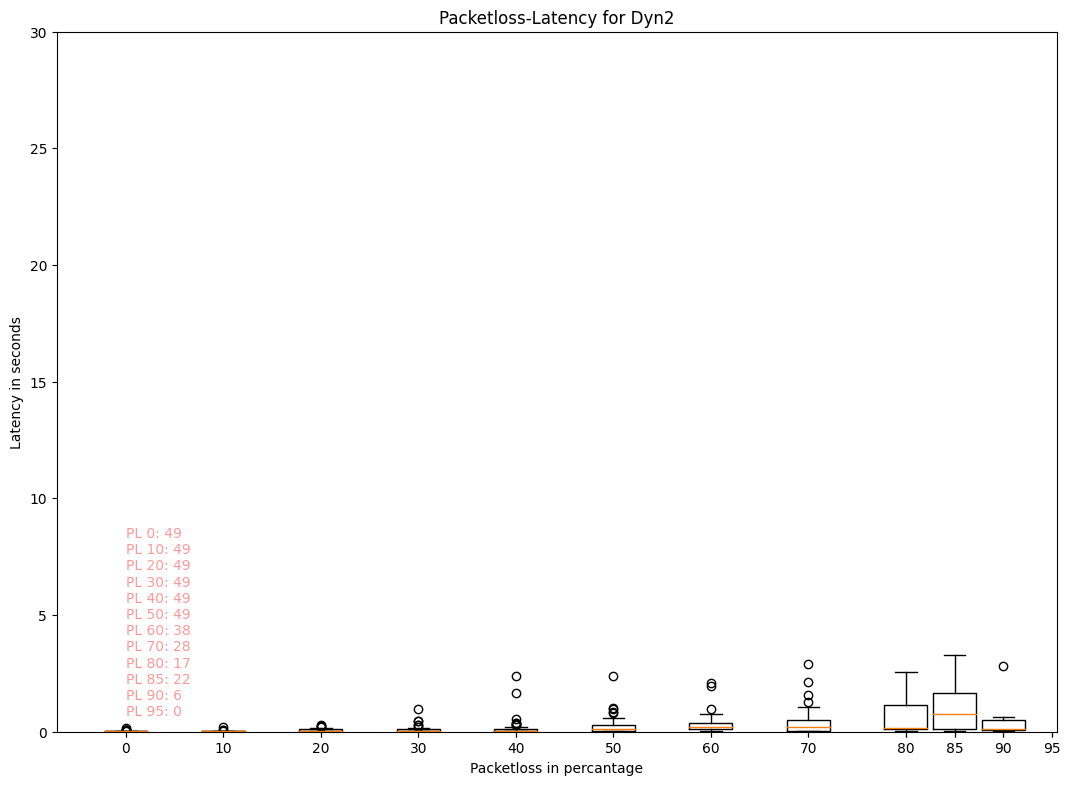 Packetloss-Latency for Dyn2
30
25
20
15
10
5
0
Latency in seconds
PL 0: 49
PL 10: 49
PL 20: 49
PL 30: 49
PL 40: 49
PL 50: 49
PL 60: 38
PL 70: 28
PL 80: 17
PL 85: 22
PL 90: 6
PL 95: 0
0 10 20 30 40 50 60 70 80 85 90 95
Packetloss in percantage